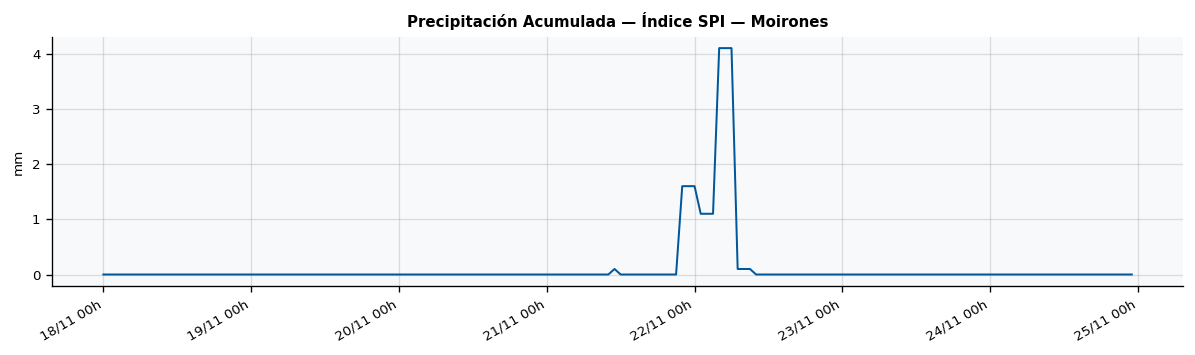 Precipitación Acumulada — Índice SPI — Moirones
mm
4
3
2
1
0
18/11 00h
19/11 00h
20/11 00h
21/11 00h
22/11 00h
23/11 00h
24/11 00h
25/11 00h